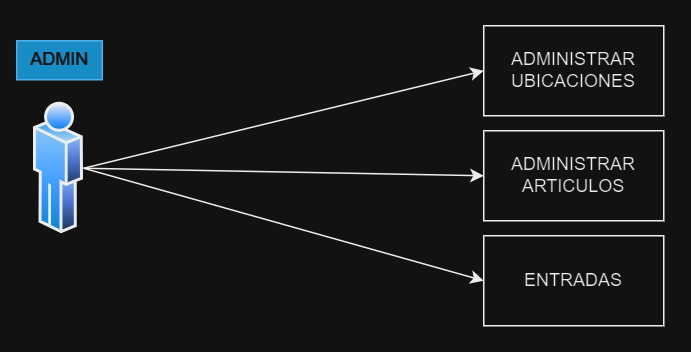 ADMIN
ADMINISTRAR
UBICACIONES
ADMINISTRAR
ARTICULOS
ENTRADAS